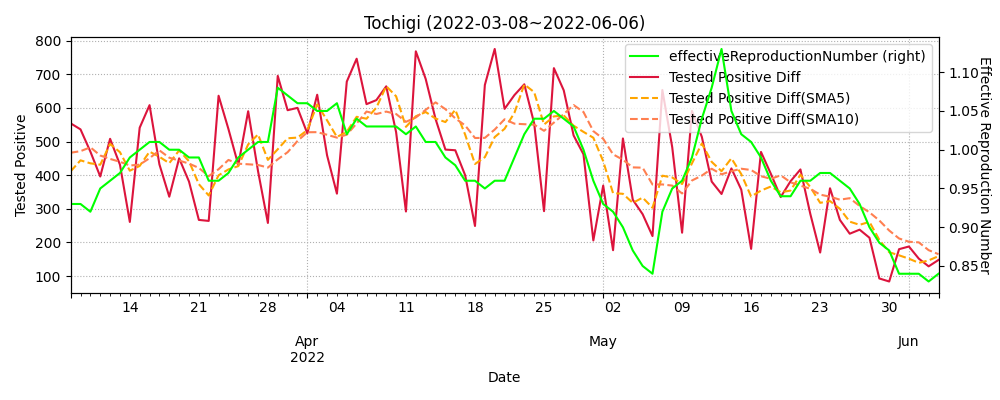 Tochigi (2022-03-08~2022-06-06)
effectiveReproductionNumber (right)
Tested Positive Diff
Tested Positive Diff(SMA5)
Tested Positive Diff(SMA10)
Tested Positive
800
700
600
500
400
300
200
100
1.10
1.05
1.00
0.95
0.90
0.85
Effective Reproduction Number
14 21 28 04 11 18 25 02 09 16 23 30
Apr May Jun
2022
Date